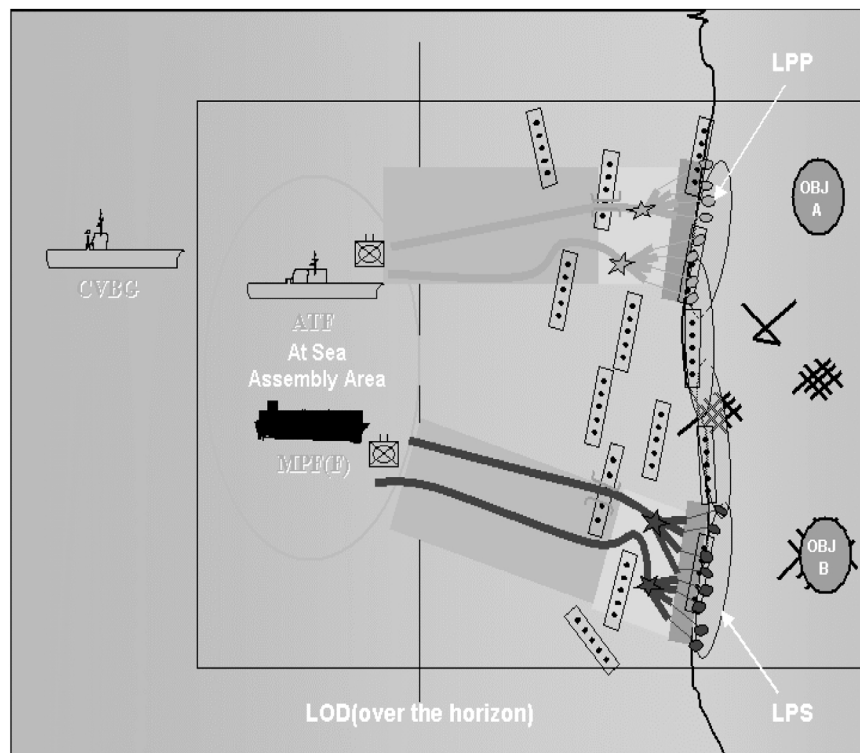 LPP
OBJ
A
CVBG
ATF
At Sea
Assembly Area
MPF(F)
OBJ
B
LOD(over the horizon)
LPS